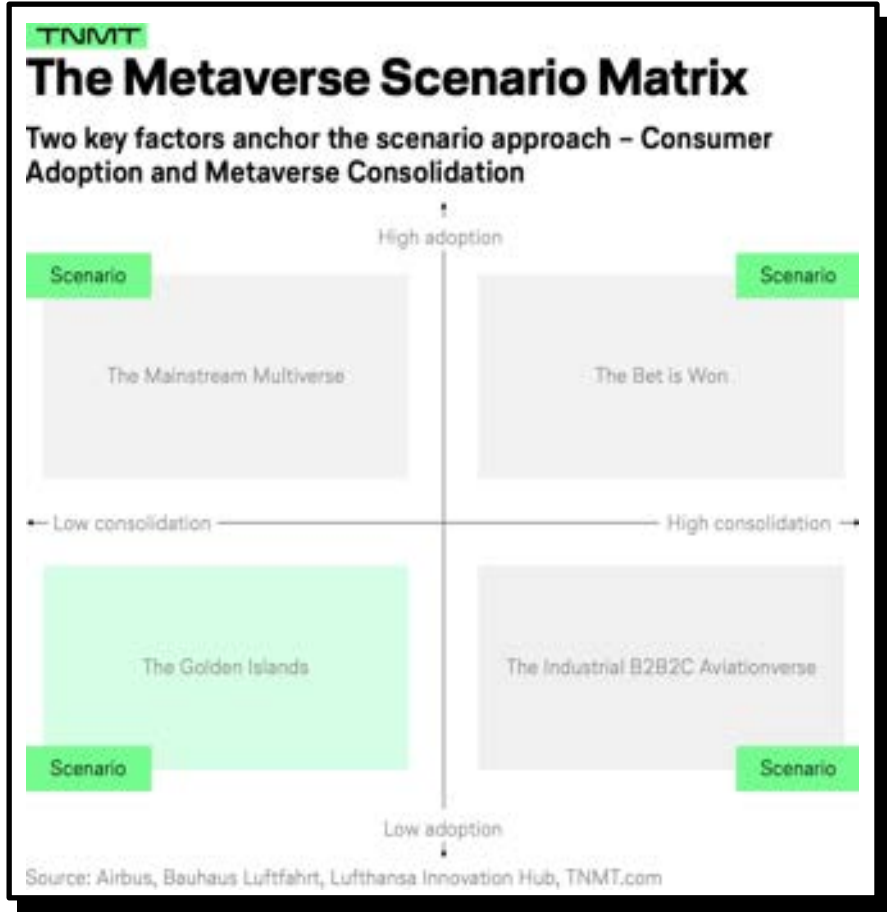 TNMT
The Metaverse Scenario Matrix
Two key factors anchor the scenario approach – Consumer
Adoption and Metaverse Consolidation
High adoption
Scenario
Scenario
The Mainstream Multiverse
The Bet is Won
Low consolidation
High consolidation
The Golden Islands
The Industrial B2B2C Aviationverse
Scenario
Scenario
Low adoption
Source: Airbus, Bauhaus Luftfahrt, Lufthansa Innovation Hub, TNMT.com